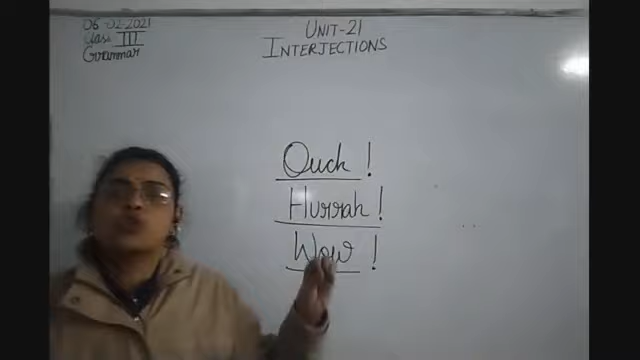 06-02-2021
Class III
Grammar
UNIT-21
INTERJECTIONS
Ouch !
Hurrah !
Wow !